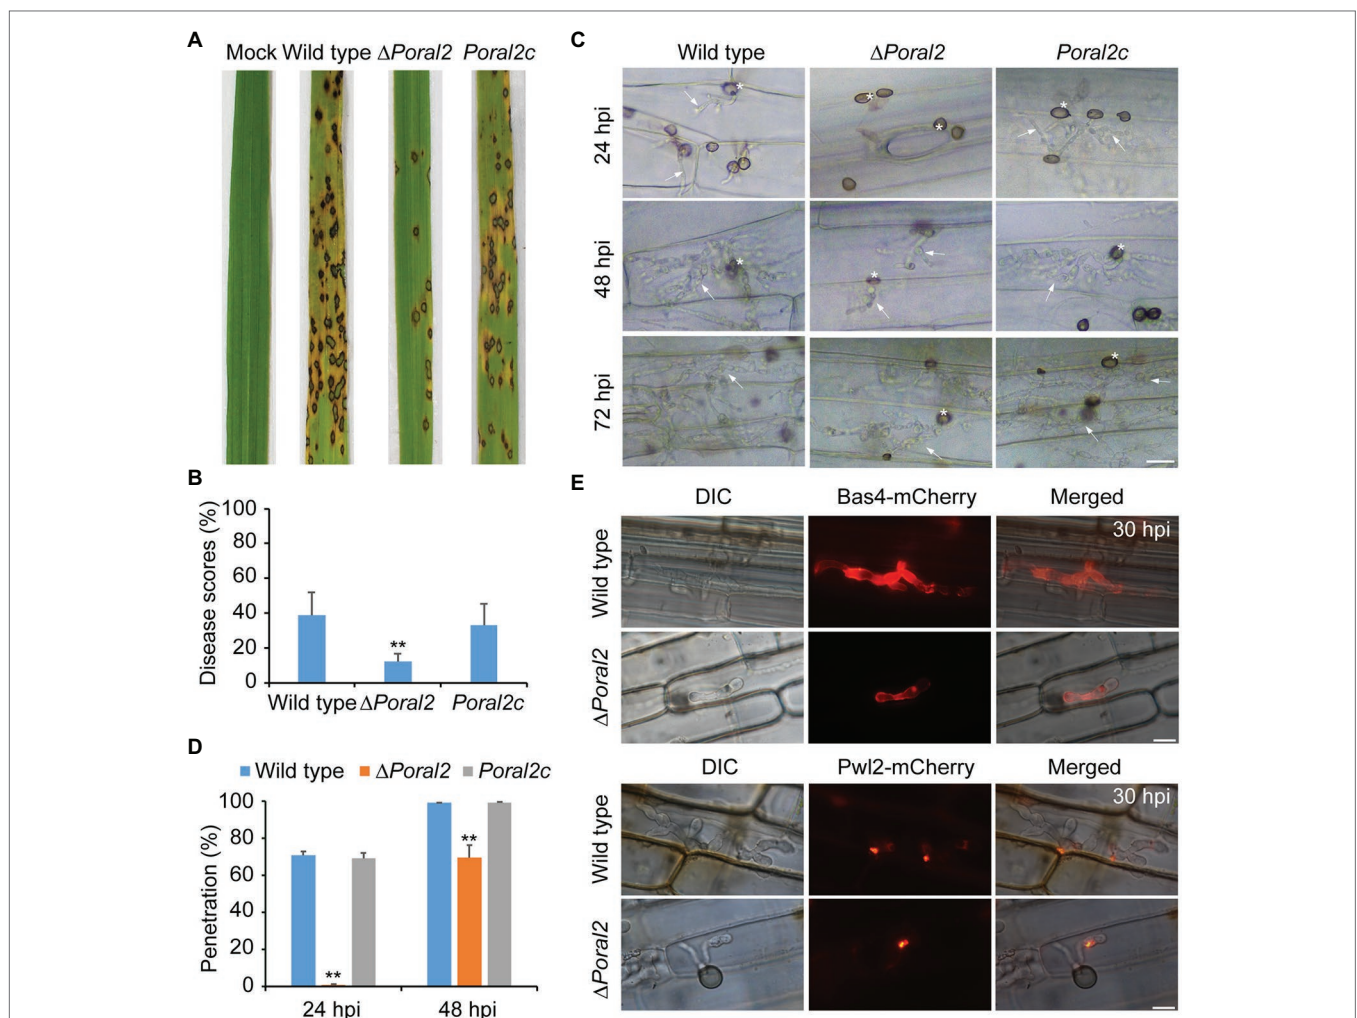 A
Mock Wild type ΔPoral2 Poral2c
B
Disease scores (%)
100
80
60
40
20
0
Wild type ΔPoral2 Poral2c
**
C
Wild type ΔPoral2 Poral2c
24 hpi
* * * *
48 hpi
* * * *
72 hpi
* *
D
Wild type ΔPoral2 Poral2c
Penetration (%)
100
80
60
40
20
0
**
**
24 hpi 48 hpi
E
DIC Bas4-mCherry Merged
Wild type
30 hpi
ΔPoral2
DIC Pwl2-mCherry Merged
Wild type
30 hpi
ΔPoral2